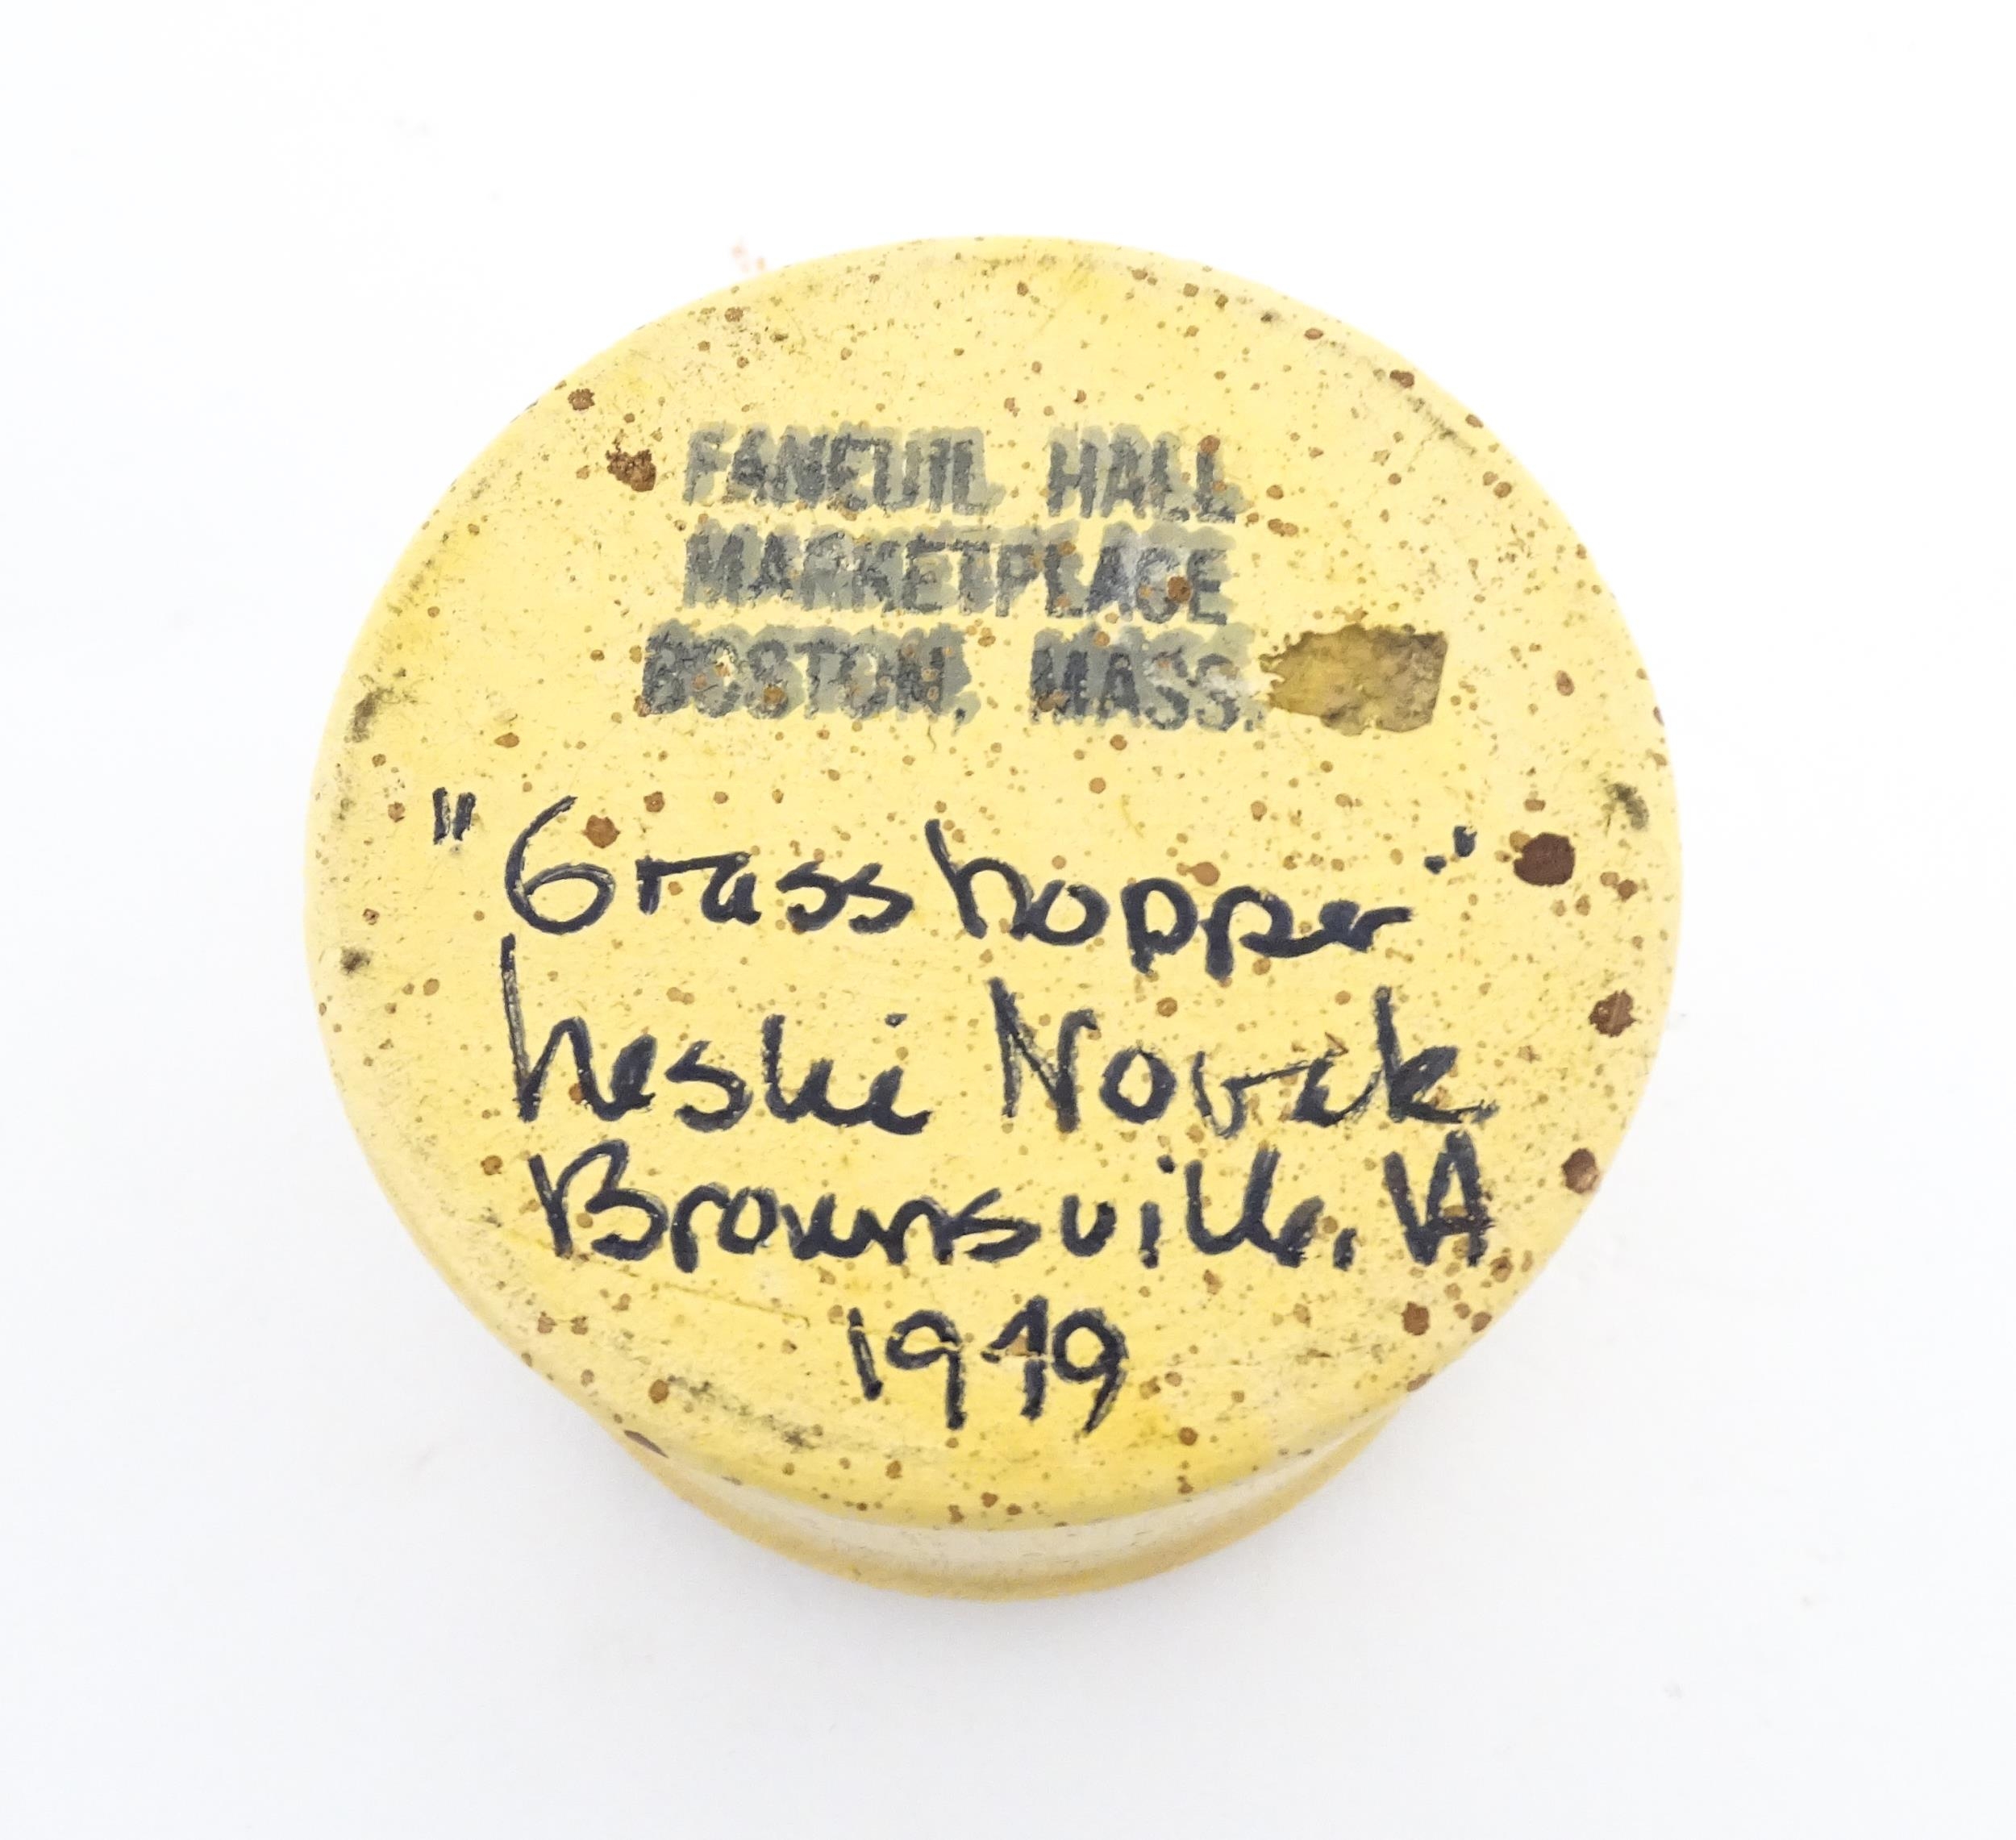 FANEUIL HALL
MARKETPLACE
BOSTON, MASS.
"Grasshopper"
Leslie Novak
Brownsville, VA
1979